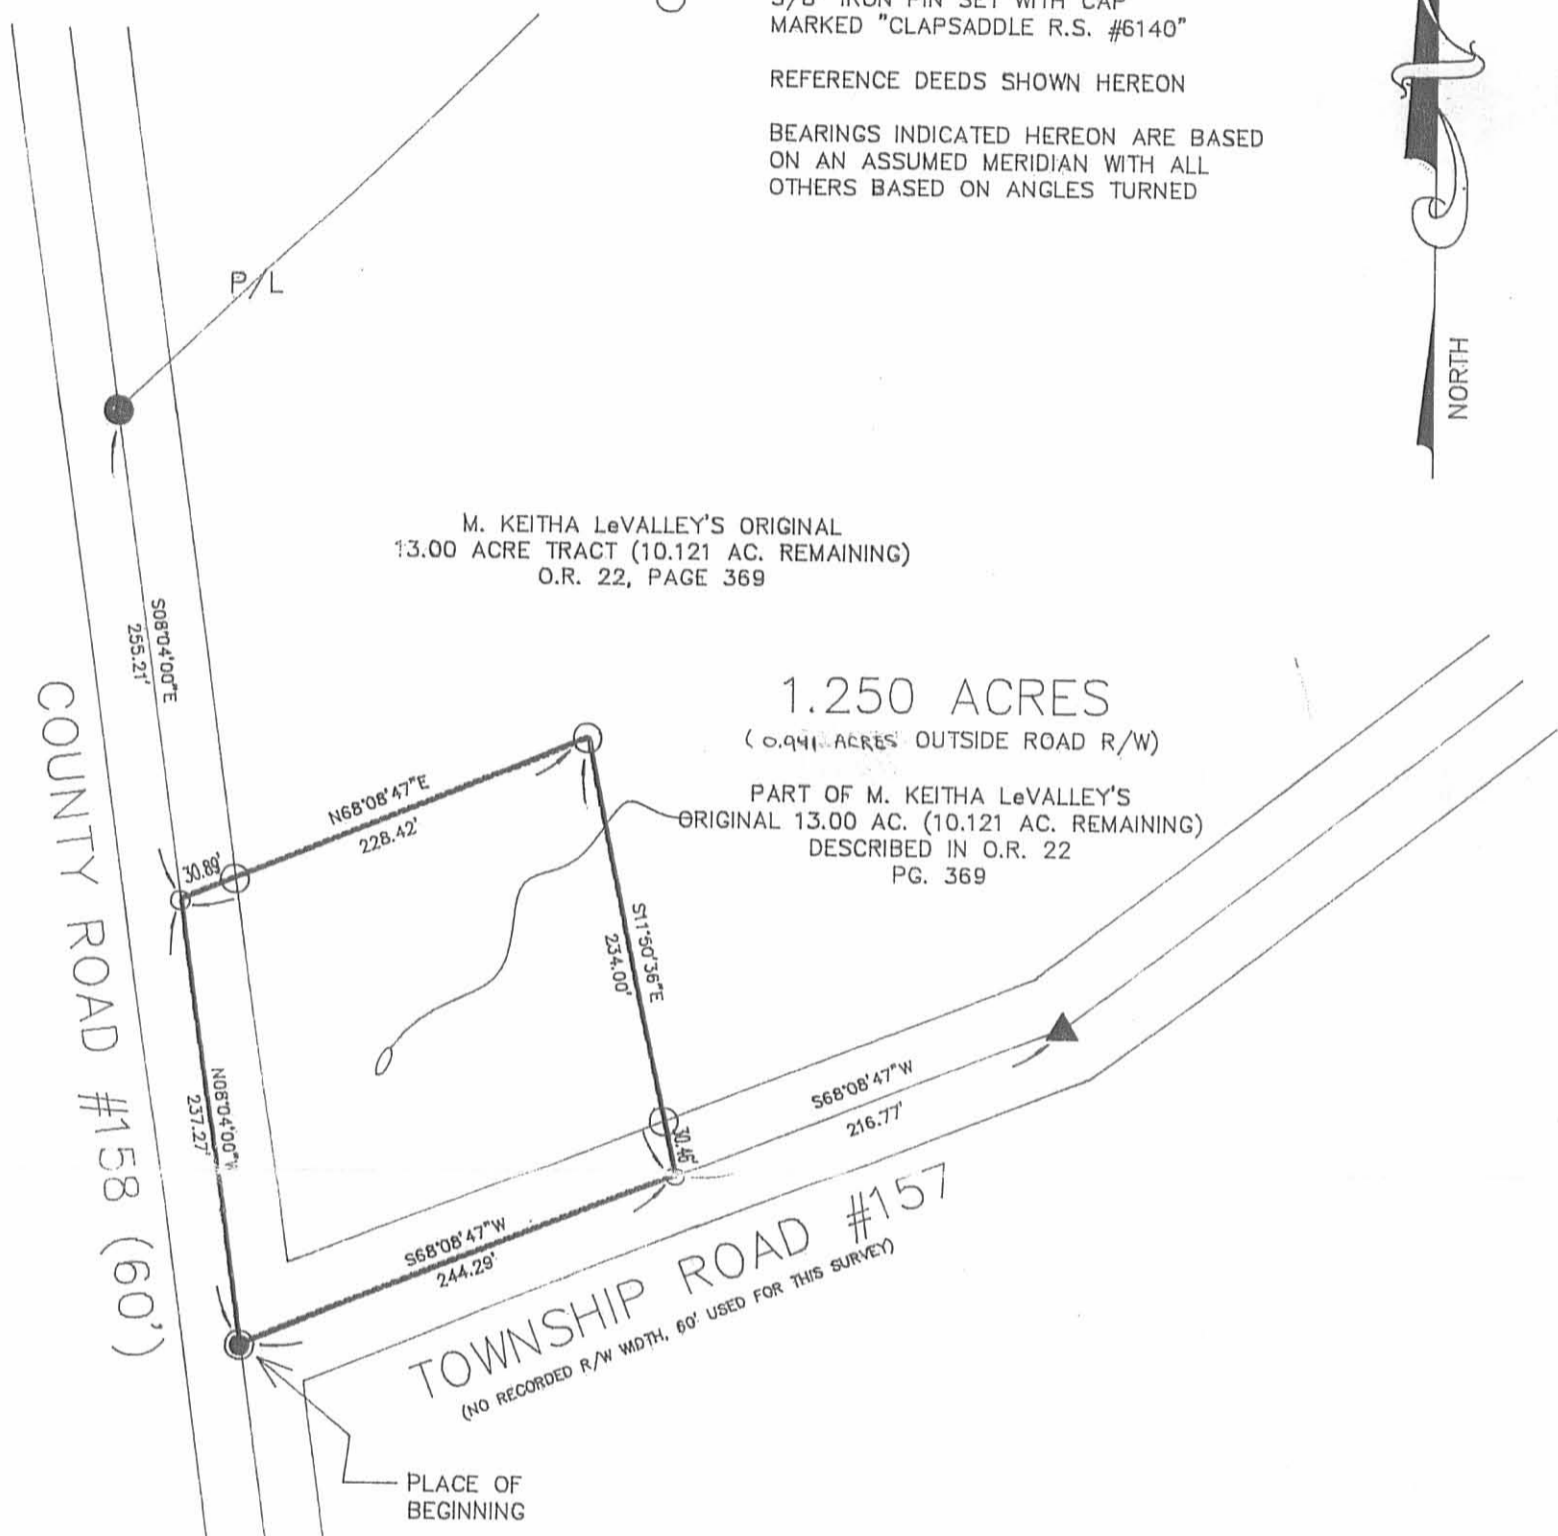 MARKED "CLAPSADDLE R.S. #6140"
REFERENCE DEEDS SHOWN HEREON
BEARINGS INDICATED HEREON ARE BASED
ON AN ASSUMED MERIDIAN WITH ALL
OTHERS BASED ON ANGLES TURNED
NORTH
P/L
M. KEITHA LeVALLEY'S ORIGINAL
13.00 ACRE TRACT (10.121 AC. REMAINING)
O.R. 22, PAGE 369
S08°04'00"E
255.21'
COUNTY ROAD #158 (60')
1.250 ACRES
(0.941 ACRES OUTSIDE ROAD R/W)
PART OF M. KEITHA LeVALLEY'S
ORIGINAL 13.00 AC. (10.121 AC. REMAINING)
DESCRIBED IN O.R. 22
PG. 369
N68°08'47"E
228.42'
30.89'
S11°50'36"E
234.00'
30.46'
N08°04'00"W
237.27'
S68°08'47"W
216.77'
S68°08'47"W
244.29'
TOWNSHIP ROAD #157
(NO RECORDED R/W WIDTH, 60' USED FOR THIS SURVEY)
PLACE OF
BEGINNING